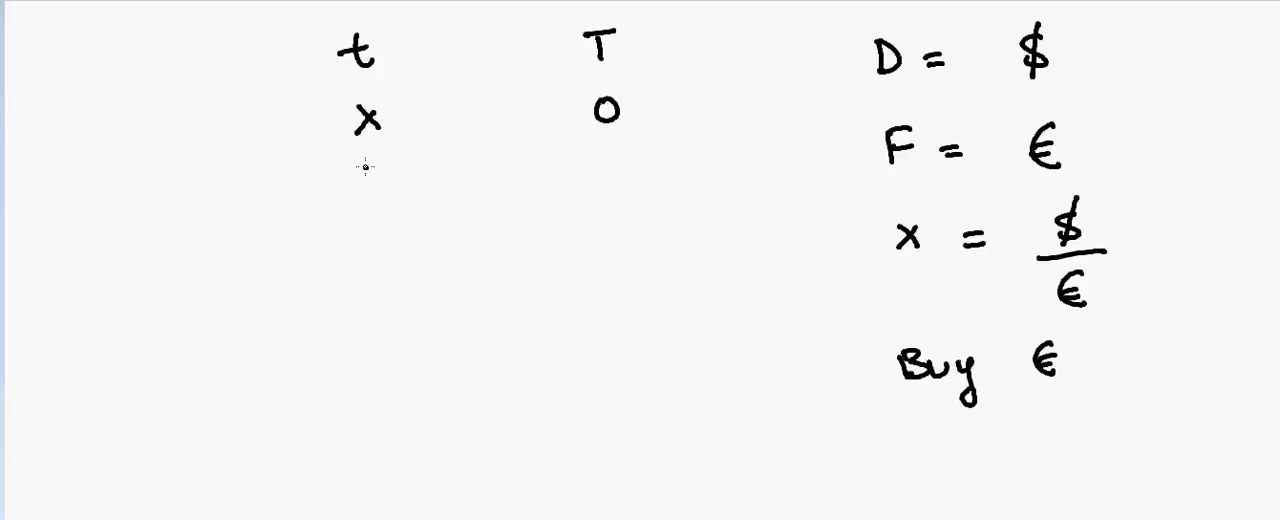 t T D = $
x 0 F = €
x = $ / €
Buy €